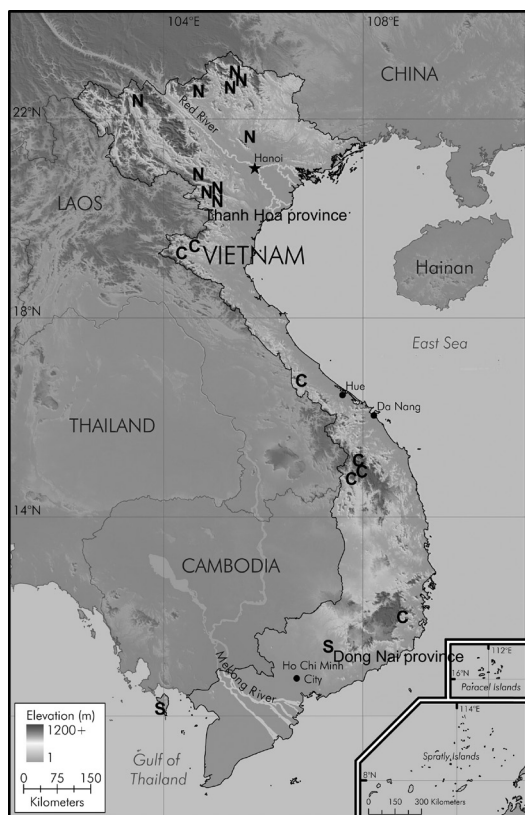 104°E
108°E
CHINA
N
N
N
N
N
N
22°N
Red River
N
Hanoi
N
N
N
N
LAOS
Thanh Hoa province
C
C
VIETNAM
Hainan
18°N
East Sea
C
Hue
Da Nang
THAILAND
C
C
C
14°N
CAMBODIA
C
S
Dong Nai province
Ho Chi Minh
City
Mekong River
112°E
16°N
Paracel Islands
S
114°E
Elevation (m)
1200+
1
0 75 150
Kilometers
Gulf of
Thailand
Spratly Islands
8°N
0 150 300 Kilometers